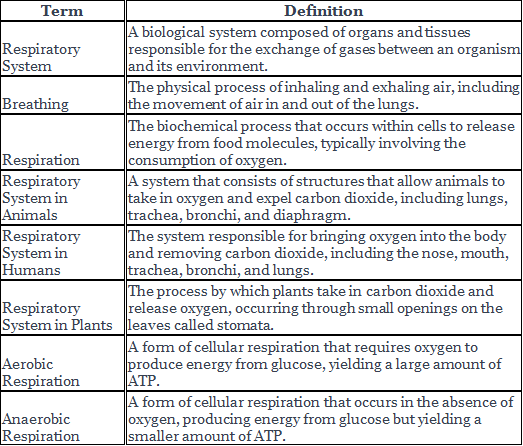 Term Definition
Respiratory System A biological system composed of organs and tissues
responsible for the exchange of gases between an organism
and its environment.
Breathing The physical process of inhaling and exhaling air, including
the movement of air in and out of the lungs.
Respiration The biochemical process that occurs within cells to release
energy from food molecules, typically involving the
consumption of oxygen.
Respiratory System in Animals A system that consists of structures that allow animals to
take in oxygen and expel carbon dioxide, including lungs,
trachea, bronchi, and diaphragm.
Respiratory System in Humans The system responsible for bringing oxygen into the body
and removing carbon dioxide, including the nose, mouth,
trachea, bronchi, and lungs.
Respiratory System in Plants The process by which plants take in carbon dioxide and
release oxygen, occurring through small openings on the
leaves called stomata.
Aerobic Respiration A form of cellular respiration that requires oxygen to
produce energy from glucose, yielding a large amount of
ATP.
Anaerobic Respiration A form of cellular respiration that occurs in the absence of
oxygen, producing energy from glucose but yielding a
smaller amount of ATP.